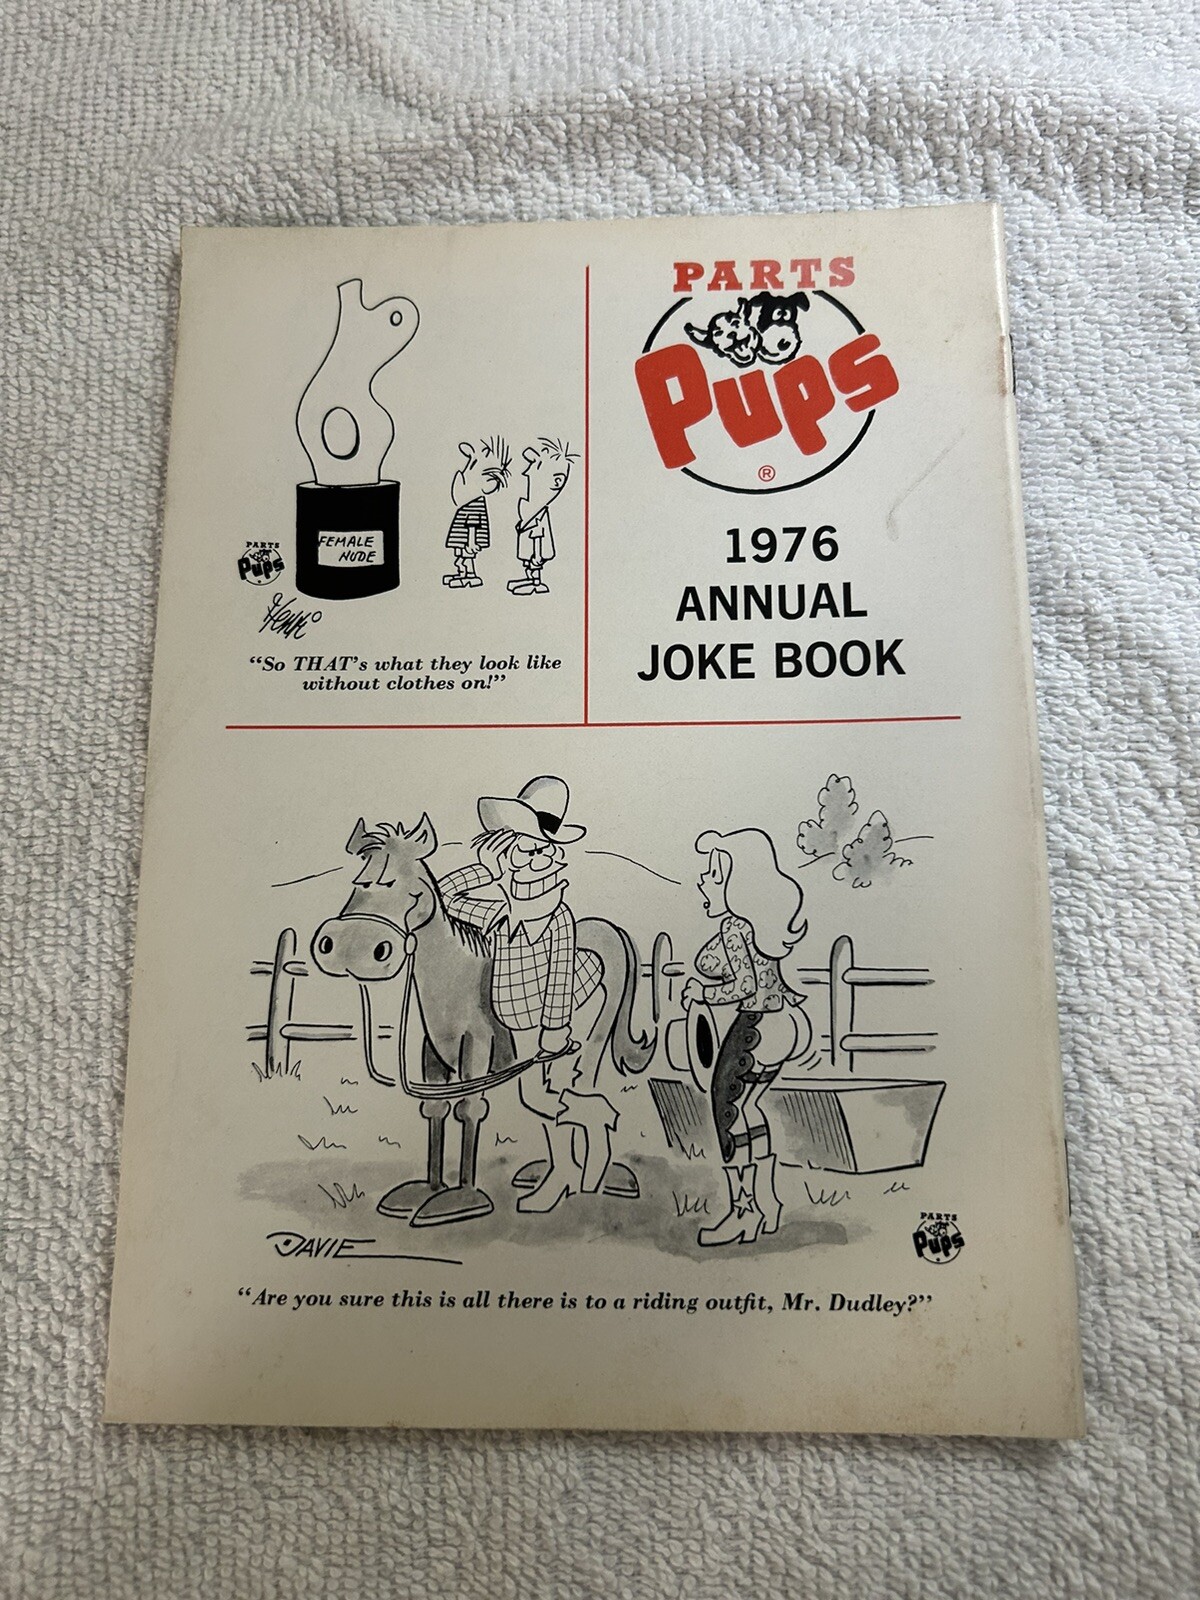 PARTS
Pups
®
1976
ANNUAL
JOKE BOOK
FEMALE
NUDE
PARTS
Pups
Henko
"So THAT's what they look like
without clothes on!"
DAVIE
PARTS
Pups
"Are you sure this is all there is to a riding outfit, Mr. Dudley?"